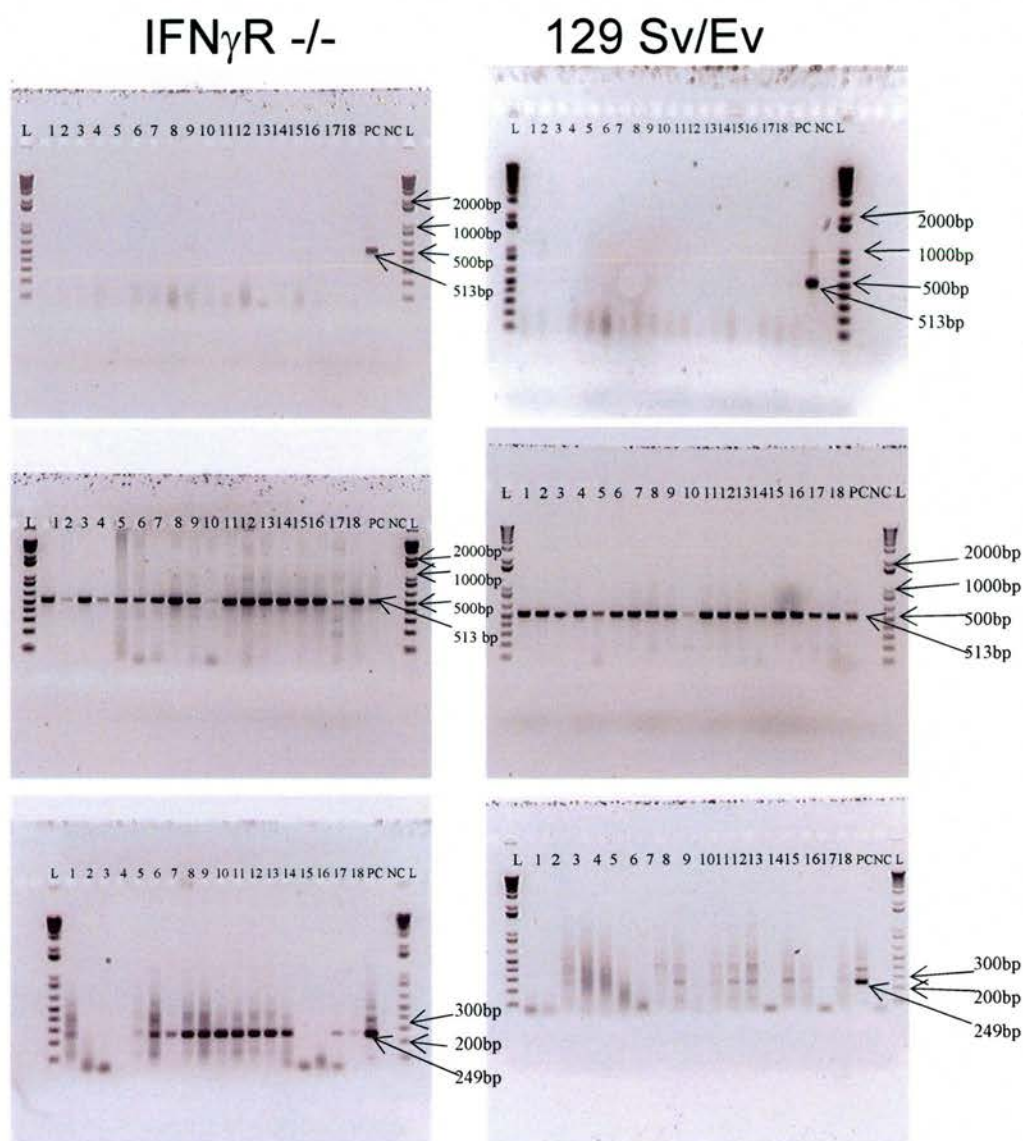 IFNγR -/-
129 Sv/Ev
L 1 2 3 4 5 6 7 8 9 10 11 12 13 14 15 16 17 18 PC NC L
2000bp
1000bp
500bp
513bp
L 1 3 4 5 6 7 8 9 10 11 12 13 15 14 16 17 18 PC NC L
2000bp
1000bp
500bp
513bp
L 1 2 3 4 5 6 7 8 9 10 11 12 13 14 15 16 17 18 PC NC L
2000bp
1000bp
500bp
513 bp
L 1 2 3 4 5 6 7 8 9 10 11 12 13 14 15 16 17 18 PC NC L
2000bp
1000bp
500bp
513bp
L 1 2 3 4 5 6 7 8 9 10 11 12 13 14 15 16 17 18 PC NC L
300bp
200bp
249bp
L 1 2 3 4 5 6 7 8 9 10 11 12 13 14 15 16 17 18 PC NC L
300bp
200bp
249bp